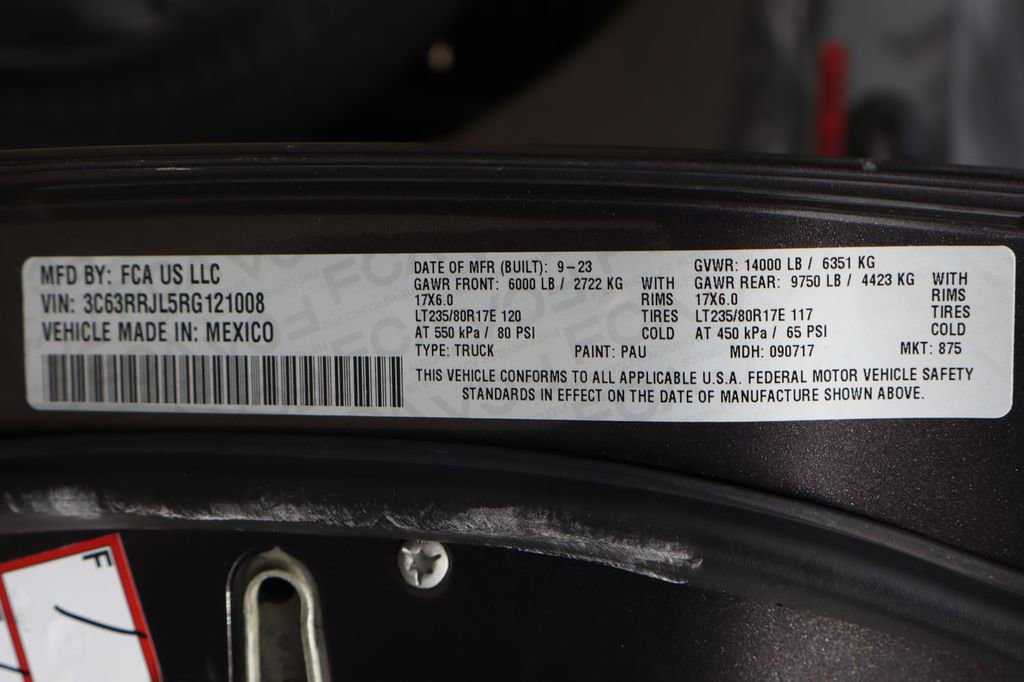 MFD BY: FCA US LLC
VIN: 3C63RRJL5RG121008
VEHICLE MADE IN: MEXICO
DATE OF MFR (BUILT): 9-23 GVWR: 14000 LB / 6351 KG
GAWR FRONT: 6000 LB / 2722 KG WITH GAWR REAR: 9750 LB / 4423 KG WITH
17X6.0 RIMS 17X6.0 RIMS
LT235/80R17E 120 TIRES LT235/80R17E 117 TIRES
AT 550 kPa / 80 PSI COLD AT 450 kPa / 65 PSI COLD
TYPE: TRUCK PAINT: PAU MDH: 090717 MKT: 875
THIS VEHICLE CONFORMS TO ALL APPLICABLE U.S.A. FEDERAL MOTOR VEHICLE SAFETY
STANDARDS IN EFFECT ON THE DATE OF MANUFACTURE SHOWN ABOVE.
F